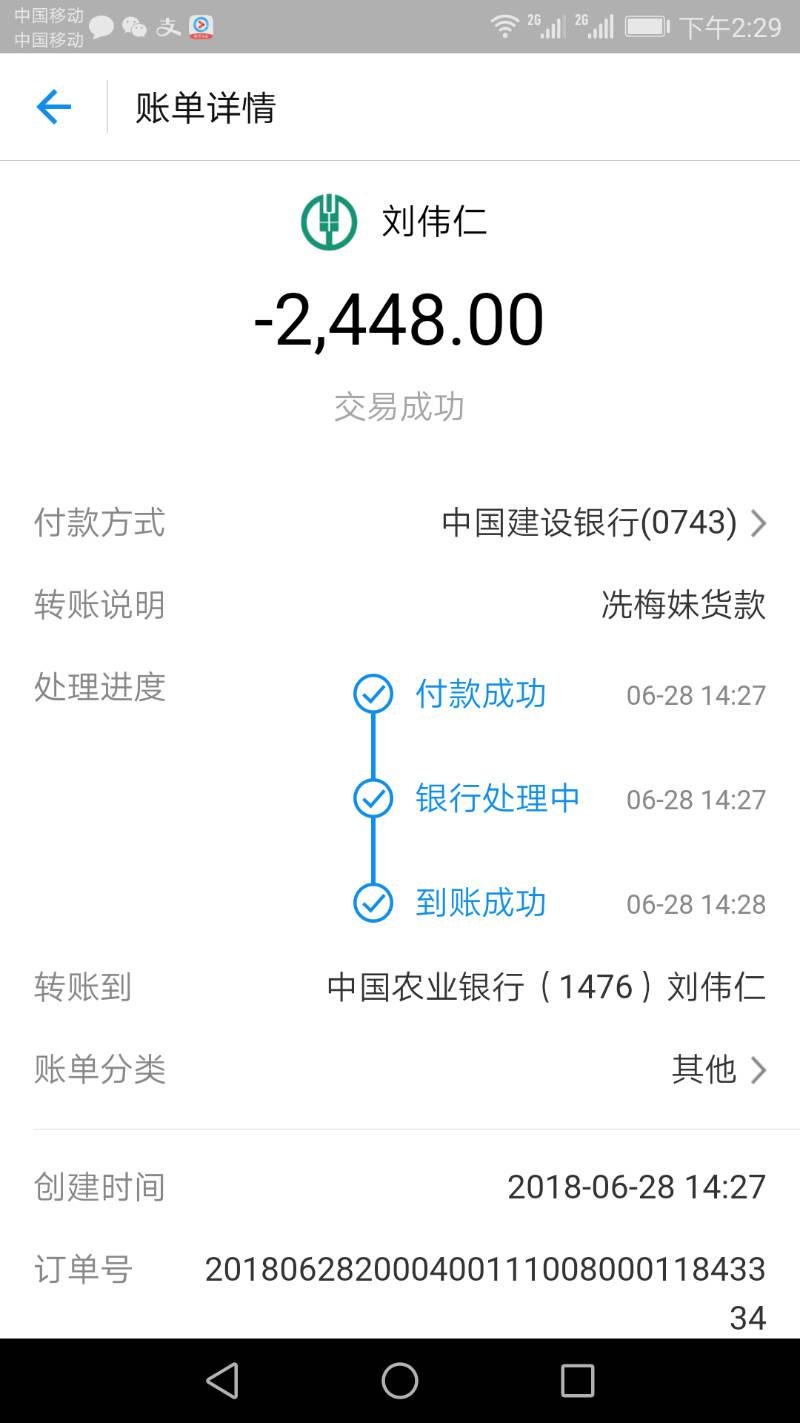 中国移动
中国移动
支
2G
2G
下午2:29
账单详情
刘伟仁
-2,448.00
交易成功
付款方式 中国建设银行(0743)
转账说明 冼梅妹货款
处理进度 付款成功 06-28 14:27
银行处理中 06-28 14:27
到账成功 06-28 14:28
转账到 中国农业银行（1476）刘伟仁
账单分类 其他
创建时间 2018-06-28 14:27
订单号 2018062820004001110080001184​33
34